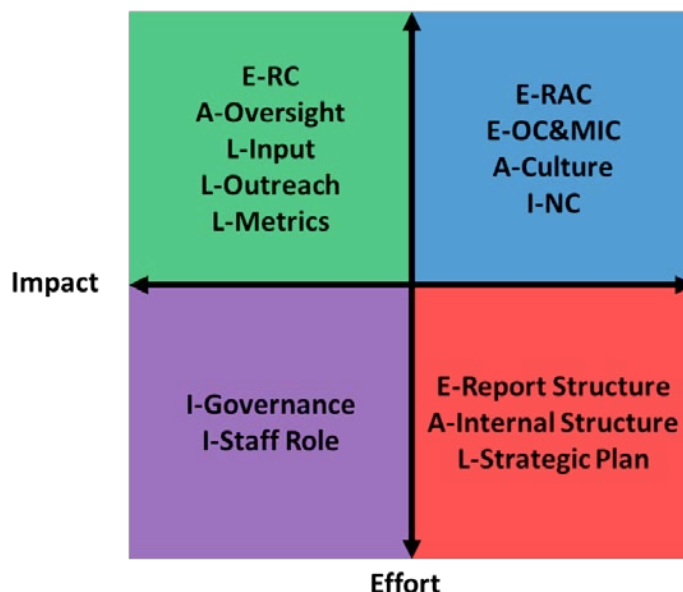 E-RC
A-Oversight
L-Input
L-Outreach
L-Metrics
E-RAC
E-OC&MIC
A-Culture
I-NC
Impact
I-Governance
I-Staff Role
E-Report Structure
A-Internal Structure
L-Strategic Plan
Effort